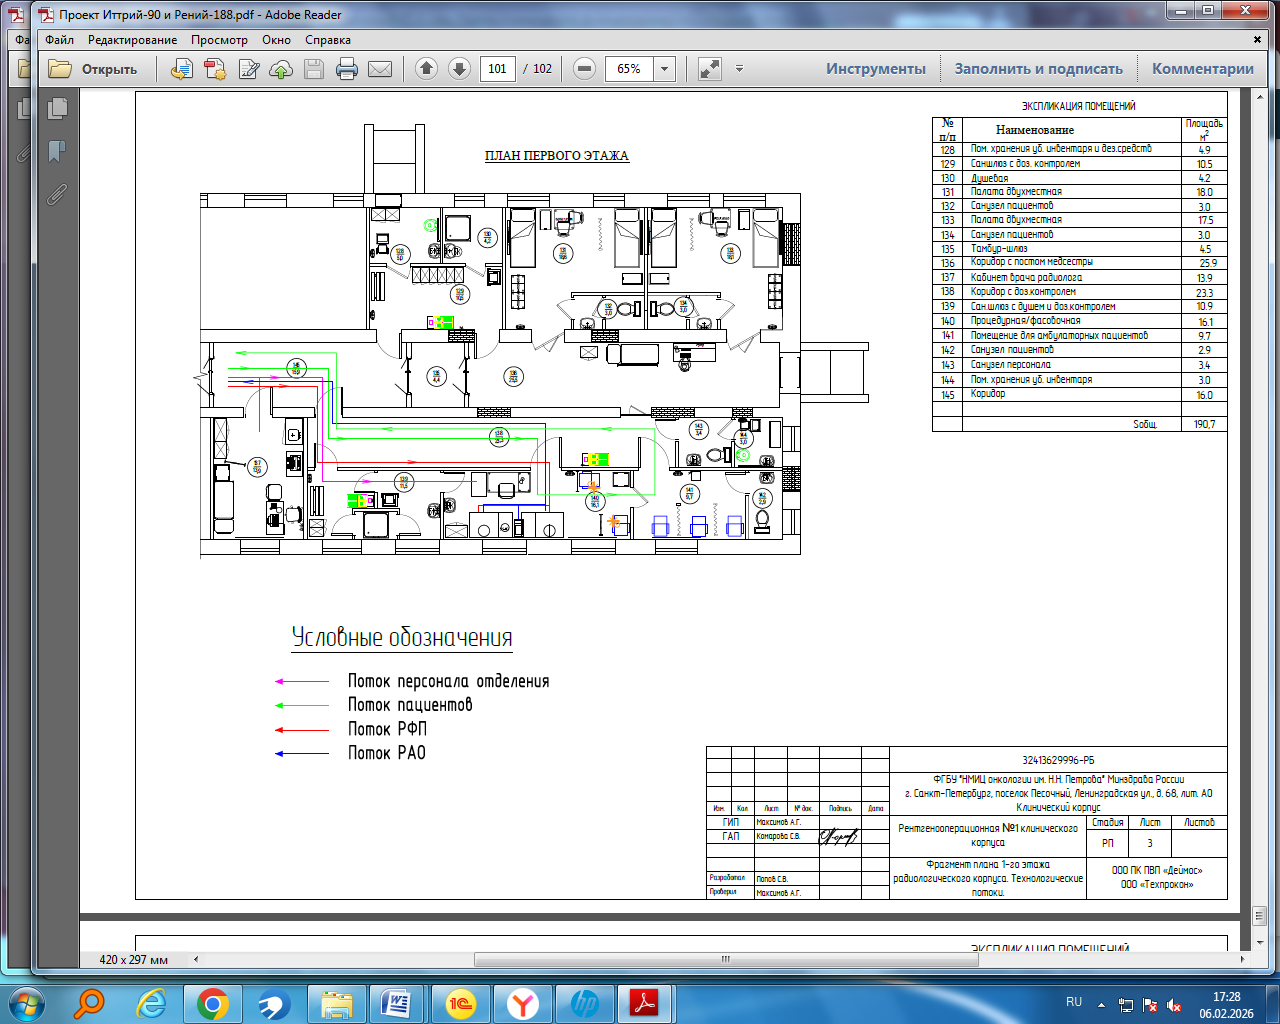 Проект Иттрий-90 и Рений-188.pdf - Adobe Reader
Файл Редактирование Просмотр Окно Справка
Открыть 101 / 102 65% Инструменты Заполнить и подписать Комментарии
ПЛАН ПЕРВОГО ЭТАЖА
ЭКСПЛИКАЦИЯ ПОМЕЩЕНИЙ
№ п/п Наименование Площадь м2
128 Пом. хранения уб. инвентаря и дез.средств 4.9
129 Саншлюз с доз. контролем 10.5
130 Душевая 4.2
131 Палата двухместная 18.0
132 Санузел пациентов 3.0
133 Палата двухместная 17.5
134 Санузел пациентов 3.0
135 Тамбур-шлюз 4.5
136 Коридор с постом медсестры 25.9
137 Кабинет врача радиолога 13.9
138 Коридор с доз.контролем 23.3
139 Сан.шлюз с душем и доз.контролем 10.9
140 Процедурная/фасовочная 16.1
141 Помещение для амбулаторных пациентов 9.7
142 Санузел пациентов 2.9
143 Санузел персонала 3.4
144 Пом. хранения уб. инвентаря 3.0
145 Коридор 16.0
Sобщ. 190,7
Условные обозначения
Поток персонала отделения
Поток пациентов
Поток РФП
Поток РАО
32413629996-РБ
ФГБУ "НМИЦ онкологии им. Н.Н. Петрова" Минздрава России
г. Санкт-Петербург, поселок Песочный, Ленинградская ул., д. 68, лит. АО
Клинический корпус
Изм. Кол. Лист № док. Подпись Дата
ГИП Максимов А.Г.
ГАП Комарова С.В.
Рентгенооперационная №1 клинического корпуса
Стадия Лист Листов
РП 3
Разработал Попов С.В.
Проверил Максимов А.Г.
Фрагмент плана 1-го этажа
радиологического корпуса. Технологические
потоки.
ООО ПК ПВП «Деймос»
ООО «Техпрокон»
ЭКСПЛИКАЦИЯ ПОМЕЩЕНИЙ
420 x 297 мм
RU 17:28
06.02.2026